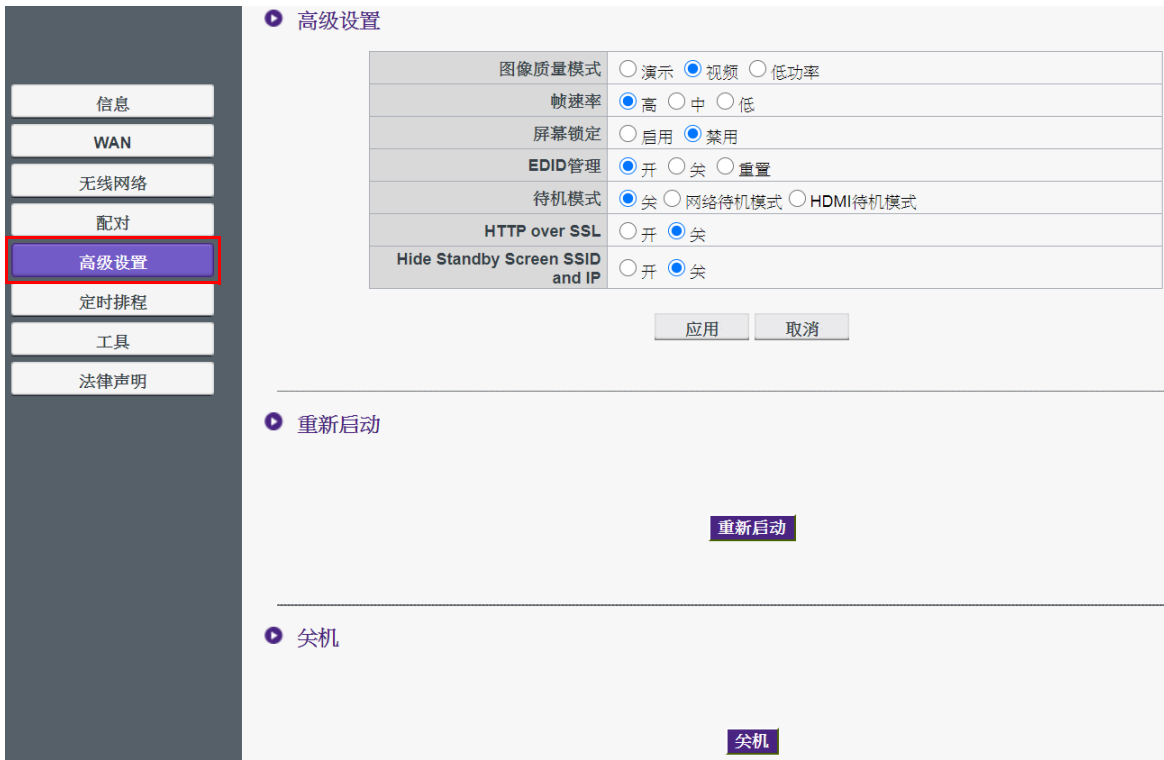 信息
WAN
无线网络
配对
高级设置
定时排程
工具
法律声明
高级设置
图像质量模式 演示 视频 低功率
帧速率 高 中 低
屏幕锁定 启用 禁用
EDID管理 开 关 重置
待机模式 关 网络待机模式 HDMI待机模式
HTTP over SSL 开 关
Hide Standby Screen SSID
and IP 开 关
应用 取消
重新启动
重新启动
关机
关机